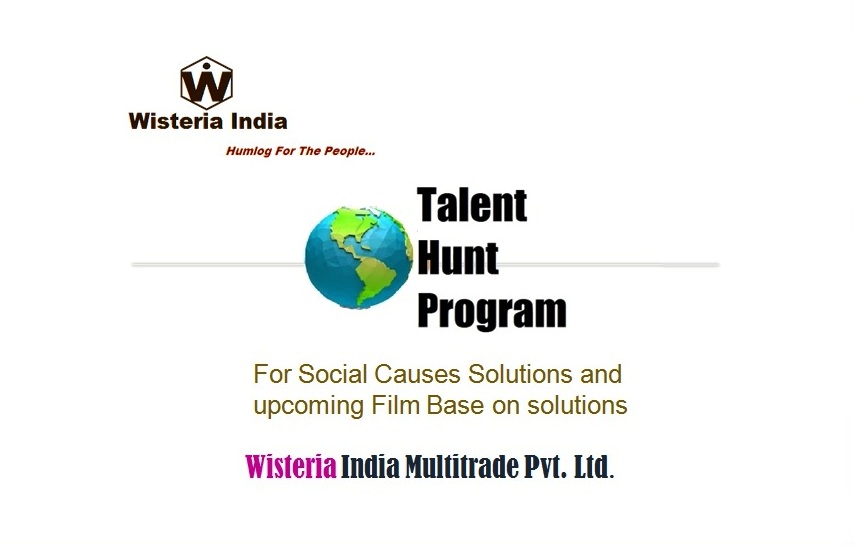 W
Wisteria India
Humlog For The People...
Talent
Hunt
Program
For Social Causes Solutions and
upcoming Film Base on solutions
Wisteria India Multitrade Pvt. Ltd.